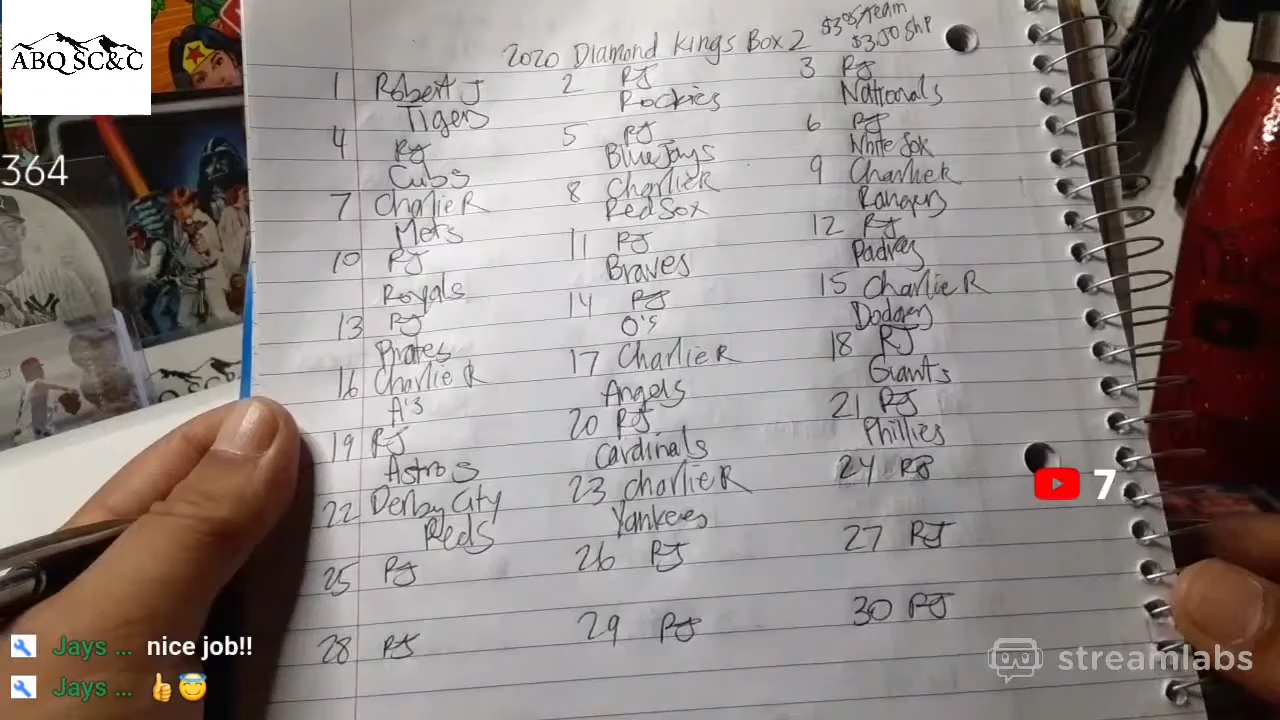 ABQ SC&C
2020 Diamond Kings Box 2 $38/team
$3.50 ShP
1 Robert J 2 RJ 3 RJ
Tigers Rockies Nationals
4 RJ 5 RJ 6 RJ
Cubs Blue Jays White Sox
7 Charlie R 8 Charlie R 9 Charlie R
Mets Red Sox Rangers
10 RJ 11 RJ 12 RJ
Royals Braves Padres
13 RJ 14 RJ 15 Charlie R
Pirates O's Dodgers
16 Charlie R 17 Charlie R 18 RJ
A's Angels Giants
19 RJ 20 RJ 21 RJ
Astros Cardinals Phillies
22 Derby City 23 Charlie R 24 RJ
Reds Yankees
25 RJ 26 RJ 27 RJ
28 RJ 29 RJ 30 RJ
364
7
Jays ... nice job!!
Jays ... 👍😇
streamlabs